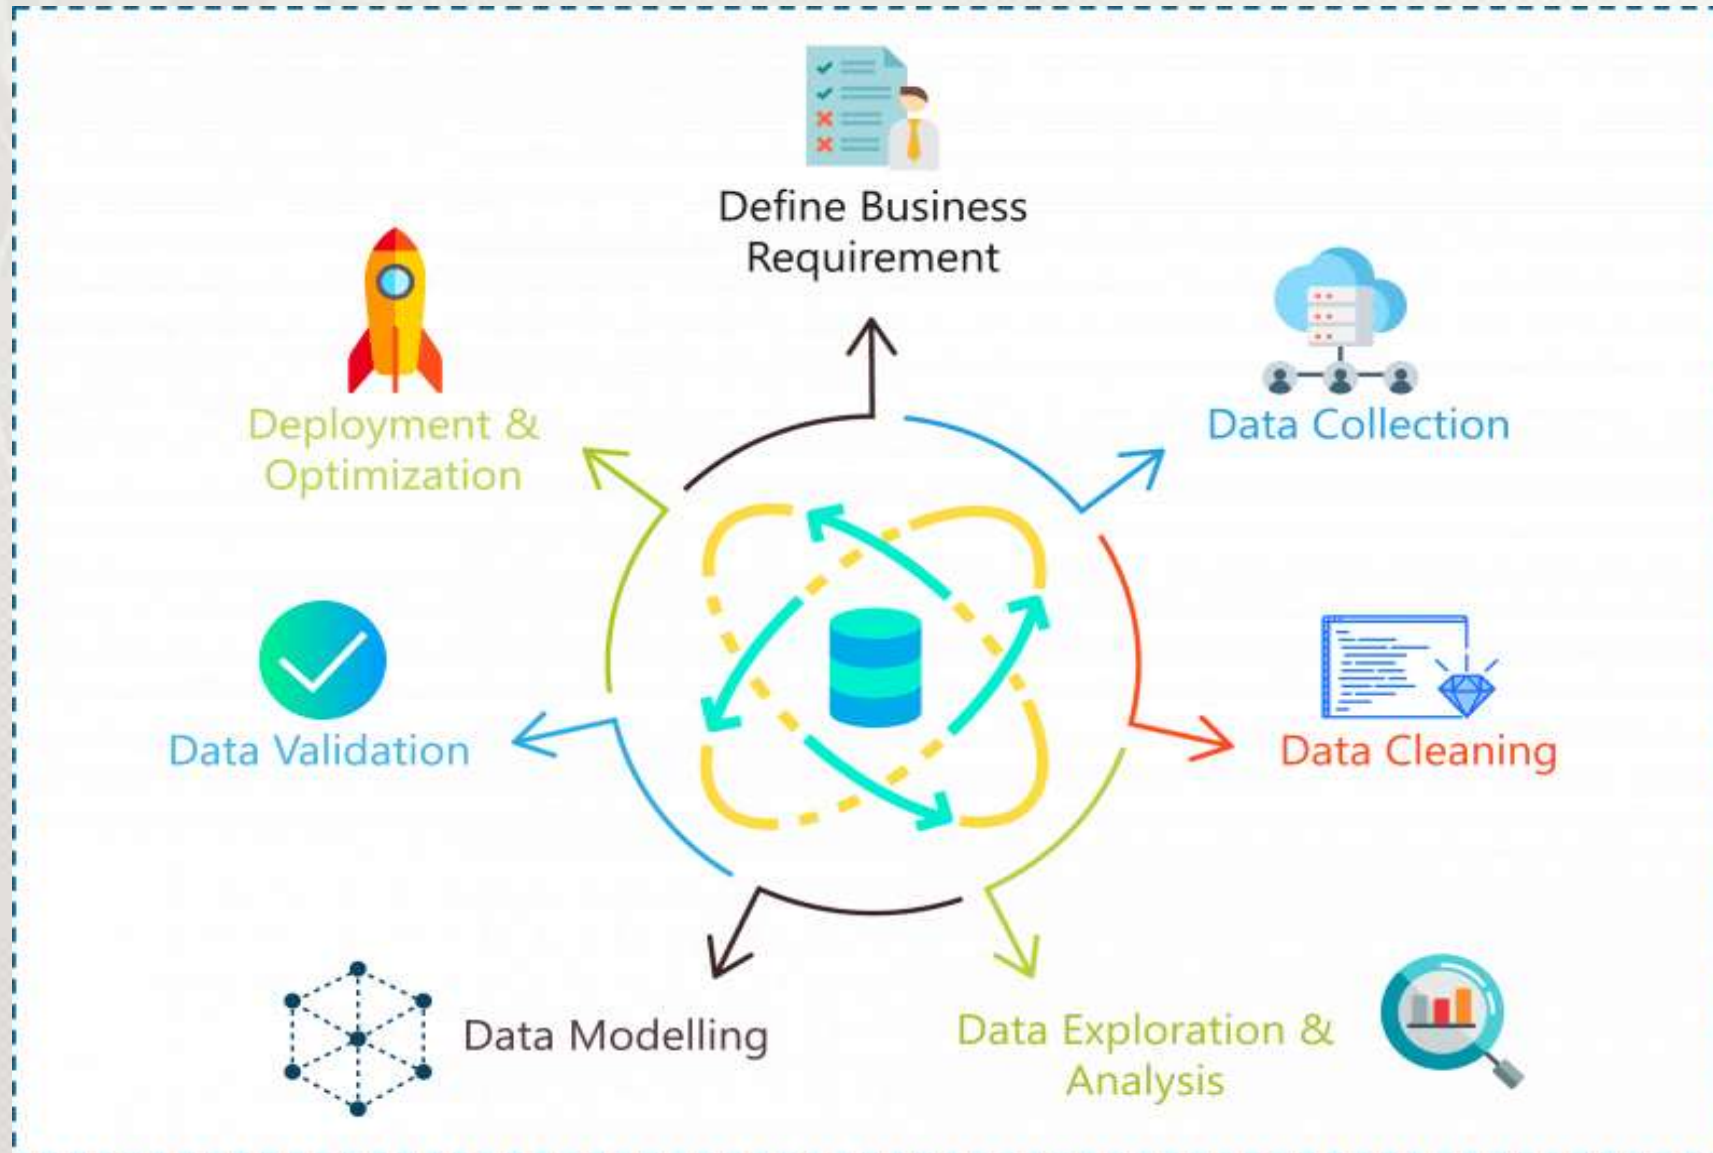 Define Business
Requirement
Data Collection
Data Cleaning
Data Exploration &
Analysis
Data Modelling
Data Validation
Deployment &
Optimization